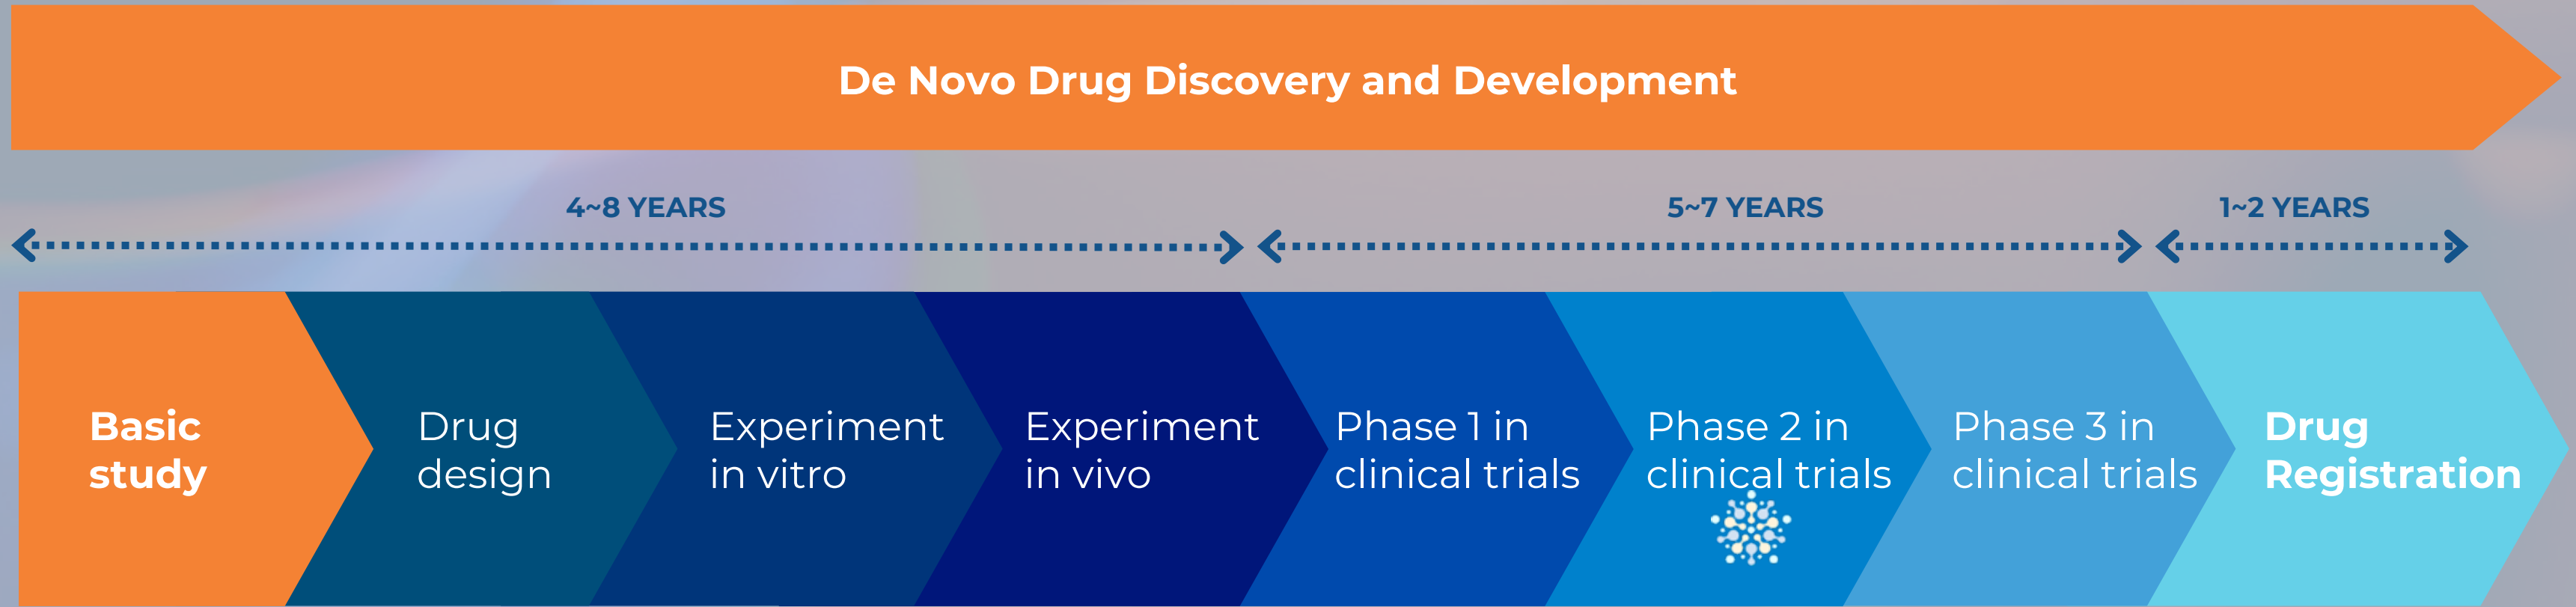 De Novo Drug Discovery and Development
4~8 YEARS
5~7 YEARS
1~2 YEARS
Basic
study
Drug
design
Experiment
in vitro
Experiment
in vivo
Phase 1 in
clinical trials
Phase 2 in
clinical trials
Phase 3 in
clinical trials
Drug
Registration